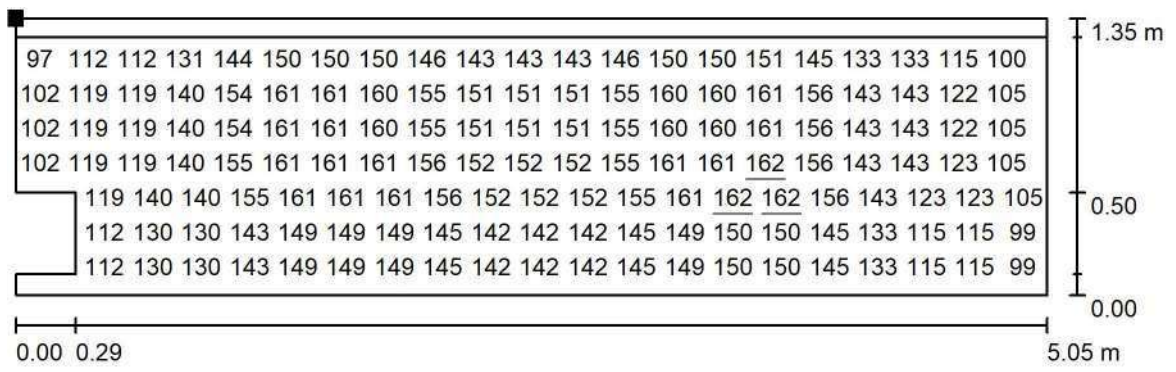 1.35 m
97 112 112 131 144 150 150 150 146 143 143 143 146 150 150 151 145 133 133 115 100
102 119 119 140 154 161 161 160 155 151 151 151 155 160 160 161 156 143 143 122 105
102 119 119 140 154 161 161 160 155 151 151 151 155 160 160 161 156 143 143 122 105
102 119 119 140 155 161 161 161 156 152 152 152 155 161 161 162 156 143 143 123 105
119 140 140 155 161 161 161 156 152 152 152 155 161 162 162 156 143 123 123 105
0.50
112 130 130 143 149 149 149 145 142 142 142 145 149 150 150 145 133 115 115 99
112 130 130 143 149 149 149 145 142 142 142 145 149 150 150 145 133 115 115 99
0.00
0.00 0.29 5.05 m